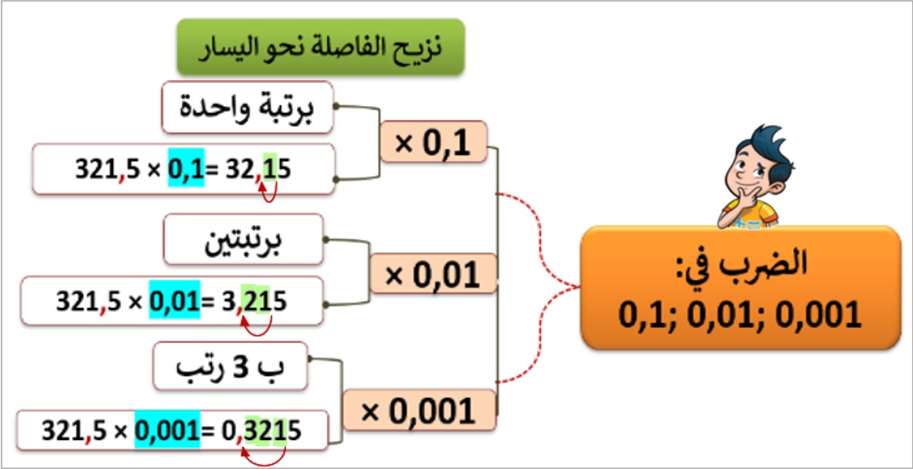 نزيح الفاصلة نحو اليسار
الضرب في:
0,1; 0,01; 0,001
× 0,1
برتبة واحدة
321,5 × 0,1= 32,15
× 0,01
برتبتين
321,5 × 0,01= 3,215
× 0,001
ب 3 رتب
321,5 × 0,001= 0,3215